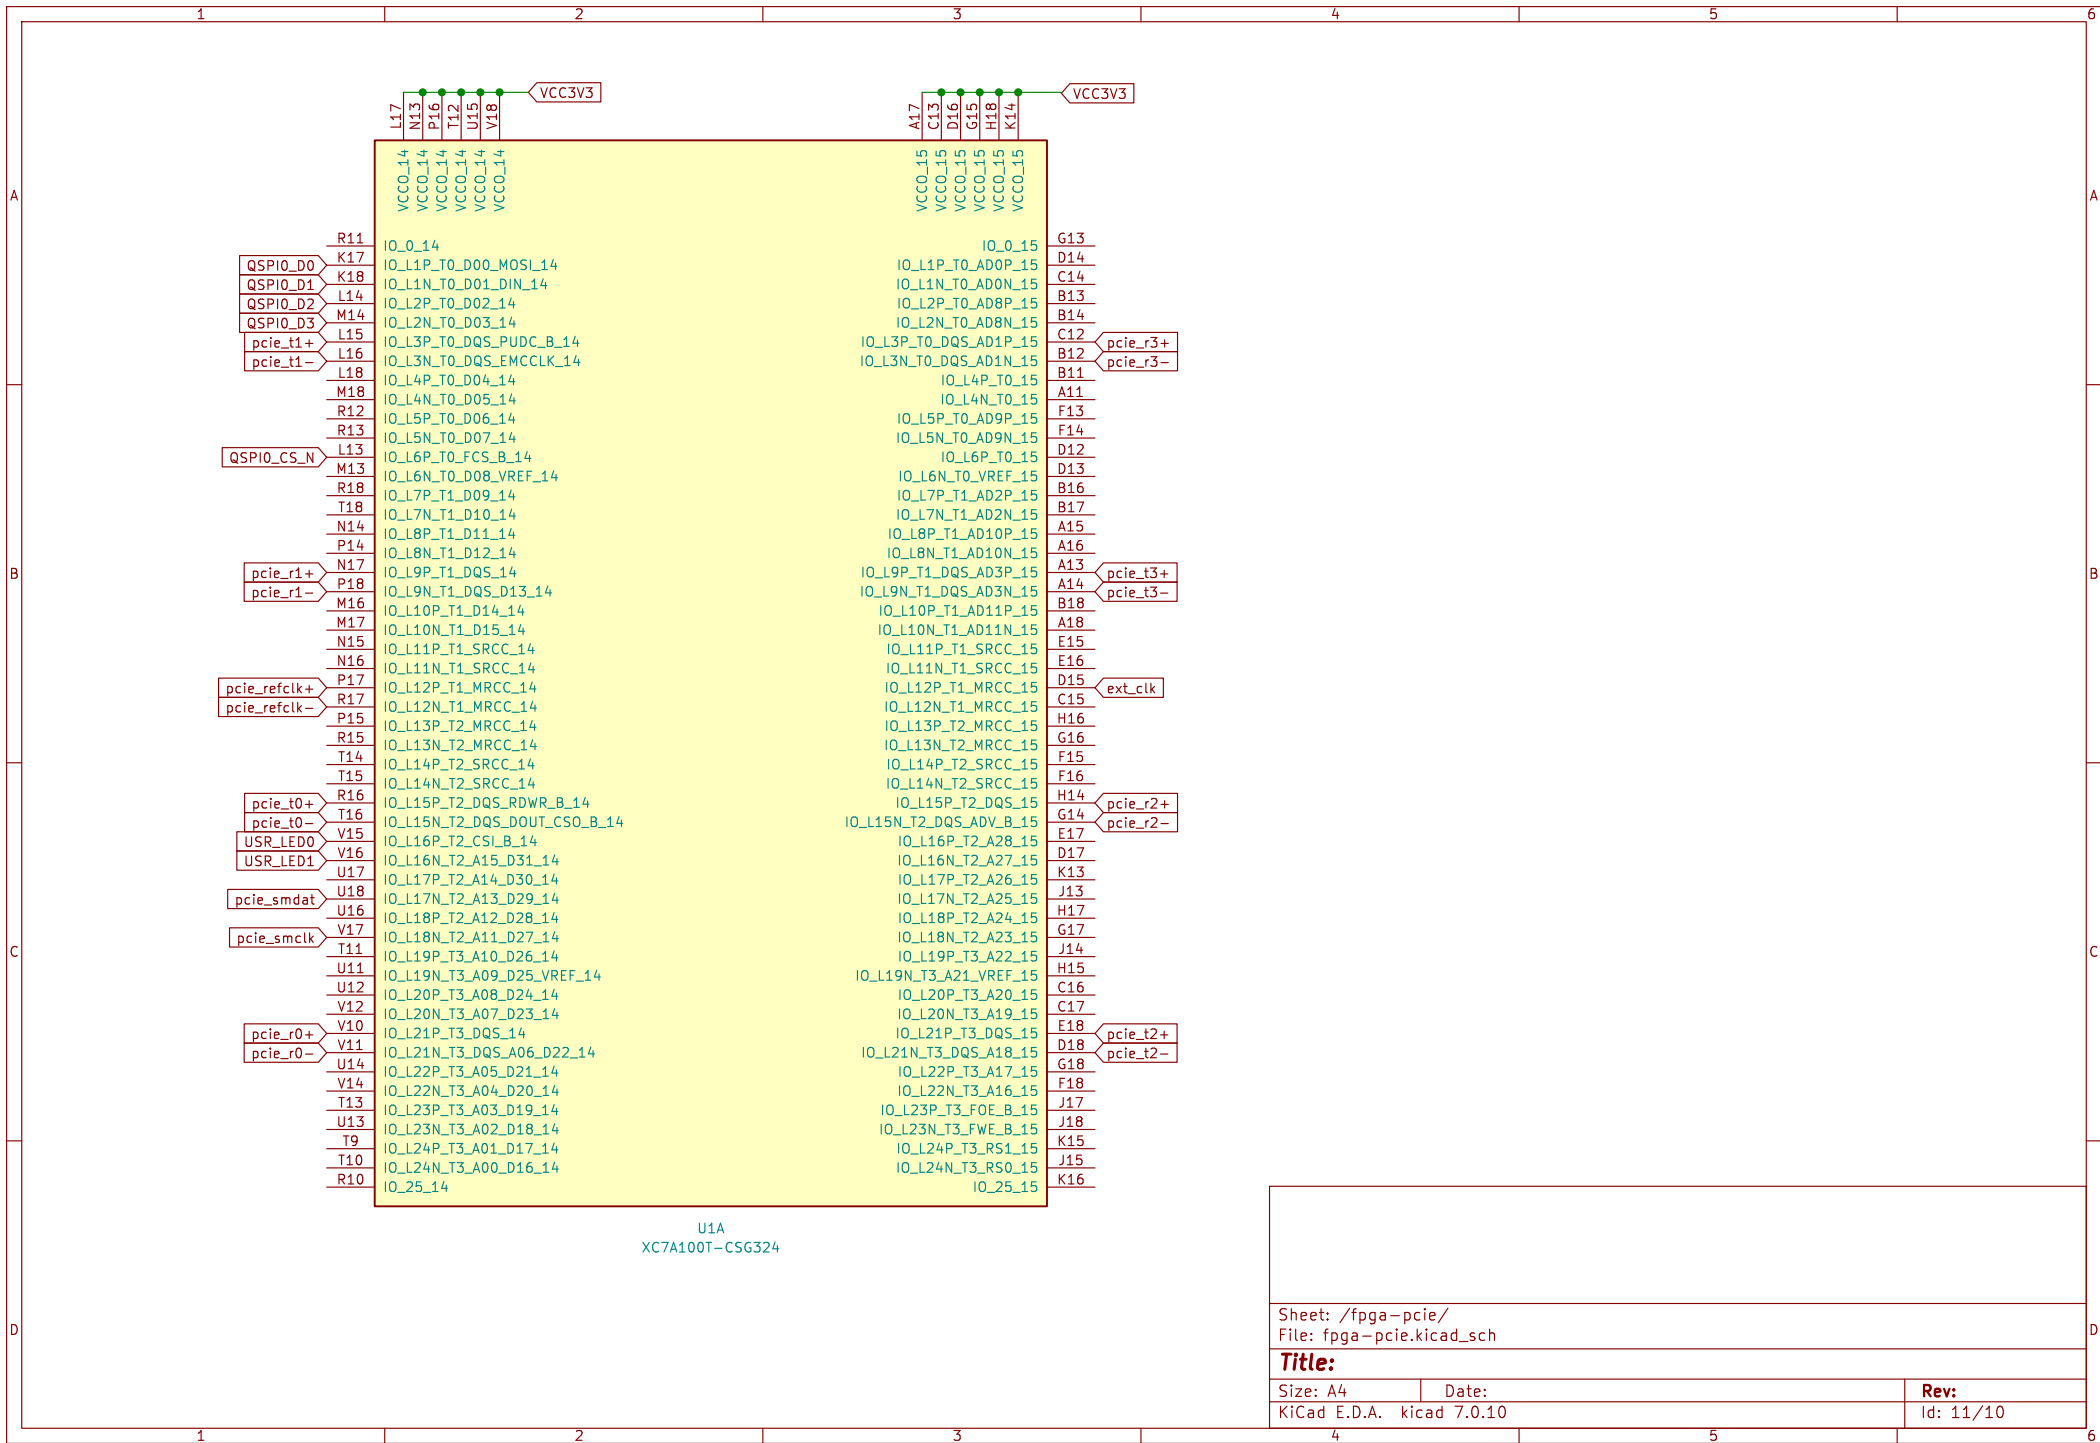 1 2 3 4 5 6
VCC3V3
VCC3V3
L17 N13 P16 T12 U15 V18
A17 C13 D16 G15 H18 K14
VCCO_14 VCCO_14 VCCO_14 VCCO_14 VCCO_14 VCCO_14
VCCO_15 VCCO_15 VCCO_15 VCCO_15 VCCO_15 VCCO_15
A A
R11 IO_0_14 IO_0_15 G13
QSPI0_D0 K17 IO_L1P_T0_D00_MOSI_14 IO_L1P_T0_AD0P_15 D14
QSPI0_D1 K18 IO_L1N_T0_D01_DIN_14 IO_L1N_T0_AD0N_15 C14
QSPI0_D2 L14 IO_L2P_T0_D02_14 IO_L2P_T0_AD8P_15 B13
QSPI0_D3 M14 IO_L2N_T0_D03_14 IO_L2N_T0_AD8N_15 B14
pcie_t1+ L15 IO_L3P_T0_DQS_PUDC_B_14 IO_L3P_T0_DQS_AD1P_15 C12 pcie_r3+
pcie_t1- L16 IO_L3N_T0_DQS_EMCCLK_14 IO_L3N_T0_DQS_AD1N_15 B12 pcie_r3-
L18 IO_L4P_T0_D04_14 IO_L4P_T0_15 B11
M18 IO_L4N_T0_D05_14 IO_L4N_T0_15 A11
R12 IO_L5P_T0_D06_14 IO_L5P_T0_AD9P_15 F13
R13 IO_L5N_T0_D07_14 IO_L5N_T0_AD9N_15 F14
QSPI0_CS_N L13 IO_L6P_T0_FCS_B_14 IO_L6P_T0_15 D12
M13 IO_L6N_T0_D08_VREF_14 IO_L6N_T0_VREF_15 D13
R18 IO_L7P_T1_D09_14 IO_L7P_T1_AD2P_15 B16
T18 IO_L7N_T1_D10_14 IO_L7N_T1_AD2N_15 B17
N14 IO_L8P_T1_D11_14 IO_L8P_T1_AD10P_15 A15
P14 IO_L8N_T1_D12_14 IO_L8N_T1_AD10N_15 A16
B pcie_r1+ N17 IO_L9P_T1_DQS_14 IO_L9P_T1_DQS_AD3P_15 A13 pcie_t3+ B
pcie_r1- P18 IO_L9N_T1_DQS_D13_14 IO_L9N_T1_DQS_AD3N_15 A14 pcie_t3-
M16 IO_L10P_T1_D14_14 IO_L10P_T1_AD11P_15 B18
M17 IO_L10N_T1_D15_14 IO_L10N_T1_AD11N_15 A18
N15 IO_L11P_T1_SRCC_14 IO_L11P_T1_SRCC_15 E15
N16 IO_L11N_T1_SRCC_14 IO_L11N_T1_SRCC_15 E16
pcie_refclk+ P17 IO_L12P_T1_MRCC_14 IO_L12P_T1_MRCC_15 D15 ext_clk
pcie_refclk- R17 IO_L12N_T1_MRCC_14 IO_L12N_T1_MRCC_15 C15
P15 IO_L13P_T2_MRCC_14 IO_L13P_T2_MRCC_15 H16
R15 IO_L13N_T2_MRCC_14 IO_L13N_T2_MRCC_15 G16
T14 IO_L14P_T2_SRCC_14 IO_L14P_T2_SRCC_15 F15
T15 IO_L14N_T2_SRCC_14 IO_L14N_T2_SRCC_15 F16
pcie_t0+ R16 IO_L15P_T2_DQS_RDWR_B_14 IO_L15P_T2_DQS_15 H14 pcie_r2+
pcie_t0- T16 IO_L15N_T2_DQS_DOUT_CSO_B_14 IO_L15N_T2_DQS_ADV_B_15 G14 pcie_r2-
USR_LED0 V15 IO_L16P_T2_CSI_B_14 IO_L16P_T2_A28_15 E17
USR_LED1 V16 IO_L16N_T2_A15_D31_14 IO_L16N_T2_A27_15 D17
U17 IO_L17P_T2_A14_D30_14 IO_L17P_T2_A26_15 K13
pcie_smdat U18 IO_L17N_T2_A13_D29_14 IO_L17N_T2_A25_15 J13
U16 IO_L18P_T2_A12_D28_14 IO_L18P_T2_A24_15 H17
pcie_smclk V17 IO_L18N_T2_A11_D27_14 IO_L18N_T2_A23_15 G17
C T11 IO_L19P_T3_A10_D26_14 IO_L19P_T3_A22_15 J14 C
U11 IO_L19N_T3_A09_D25_VREF_14 IO_L19N_T3_A21_VREF_15 H15
U12 IO_L20P_T3_A08_D24_14 IO_L20P_T3_A20_15 C16
V12 IO_L20N_T3_A07_D23_14 IO_L20N_T3_A19_15 C17
pcie_r0+ V10 IO_L21P_T3_DQS_14 IO_L21P_T3_DQS_15 E18 pcie_t2+
pcie_r0- V11 IO_L21N_T3_DQS_A06_D22_14 IO_L21N_T3_DQS_A18_15 D18 pcie_t2-
U14 IO_L22P_T3_A05_D21_14 IO_L22P_T3_A17_15 G18
V14 IO_L22N_T3_A04_D20_14 IO_L22N_T3_A16_15 F18
T13 IO_L23P_T3_A03_D19_14 IO_L23P_T3_FOE_B_15 J17
U13 IO_L23N_T3_A02_D18_14 IO_L23N_T3_FWE_B_15 J18
T9 IO_L24P_T3_A01_D17_14 IO_L24P_T3_RS1_15 K15
T10 IO_L24N_T3_A00_D16_14 IO_L24N_T3_RS0_15 J15
R10 IO_25_14 IO_25_15 K16
U1A
XC7A100T-CSG324
Sheet: /fpga-pcie/
D D
File: fpga-pcie.kicad_sch
Title:
Size: A4 Date: Rev:
KiCad E.D.A. kicad 7.0.10 Id: 11/10
1 2 3 4 5 6